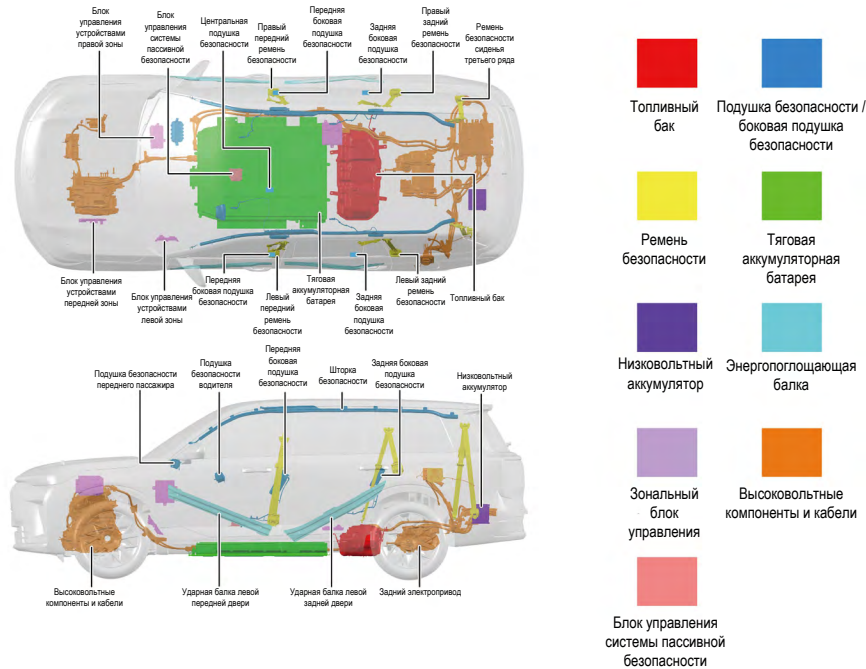 Блок
управления
устройствами
правой зоны
Блок
управления
системы
пассивной
безопасности
Центральная
подушка
безопасности
Правый
передний
ремень
безопасности
Передняя
боковая
подушка
безопасности
Задняя
боковая
подушка
безопасности
Правый
задний
ремень
безопасности
Ремень
безопасности
сиденья
третьего ряда
Блок управления
устройствами
передней зоны
Блок управления
устройствами
левой зоны
Передняя
боковая подушка
безопасности
Левый
передний
ремень
безопасности
Тяговая
аккумуляторная
батарея
Задняя
боковая
подушка
безопасности
Левый задний
ремень
безопасности
Топливный бак
Подушка безопасности
переднего пассажира
Подушка
безопасности
водителя
Передняя
боковая
подушка
безопасности
Шторка
безопасности
Задняя боковая
подушка
безопасности
Низковольтный
аккумулятор
Высоковольтные
компоненты и кабели
Ударная балка левой
передней двери
Ударная балка левой
задней двери
Задний электропривод
Топливный
бак
Подушка безопасности /
боковая подушка
безопасности
Ремень
безопасности
Тяговая
аккумуляторная
батарея
Низковольтный
аккумулятор
Энергопоглощающая
балка
Зональный
блок
управления
Высоковольтные
компоненты и кабели
Блок управления
системы пассивной
безопасности